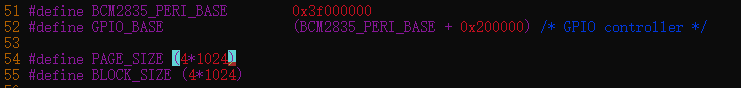 51 #define BCM2835_PERI_BASE 0x3f000000
52 #define GPIO_BASE (BCM2835_PERI_BASE + 0x200000) /* GPIO controller */
53
54 #define PAGE_SIZE (4*1024)
55 #define BLOCK_SIZE (4*1024)